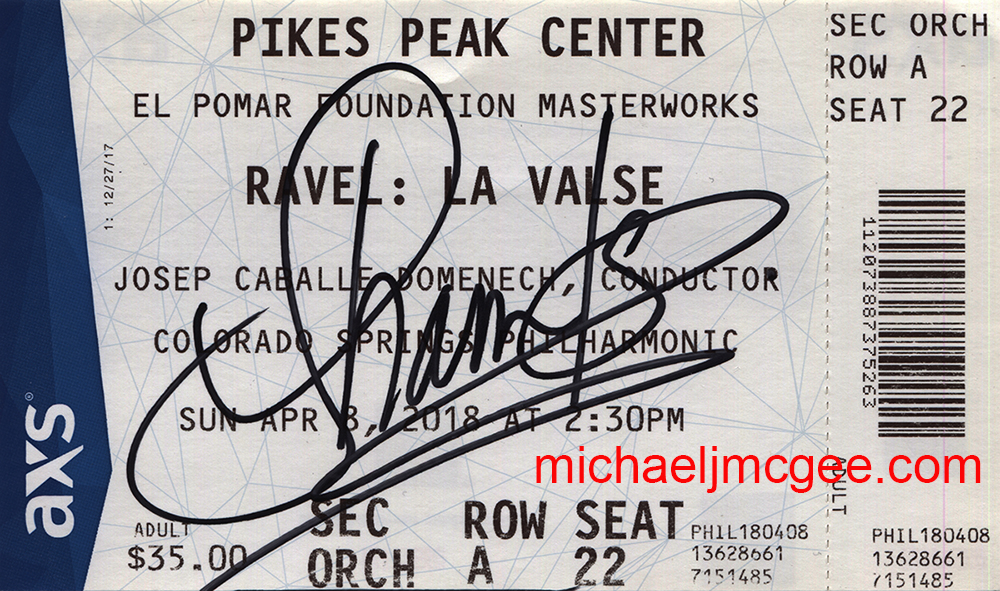 PIKES PEAK CENTER
EL POMAR FOUNDATION MASTERWORKS
RAVEL: LA VALSE
JOSEP CABALLE DOMENECH, CONDUCTOR
COLORADO SPRINGS PHILHARMONIC
SUN APR 8, 2018 AT 2:30PM
1: 12/27/17
axs®
ADULT
$35.00
SEC ROW SEAT
ORCH A 22
PHIL180408
13628661
7151485
SEC ORCH
ROW A
SEAT 22
112073887375263
ADULT
PHIL180408
13628661
7151485
michaeljmcgee.com